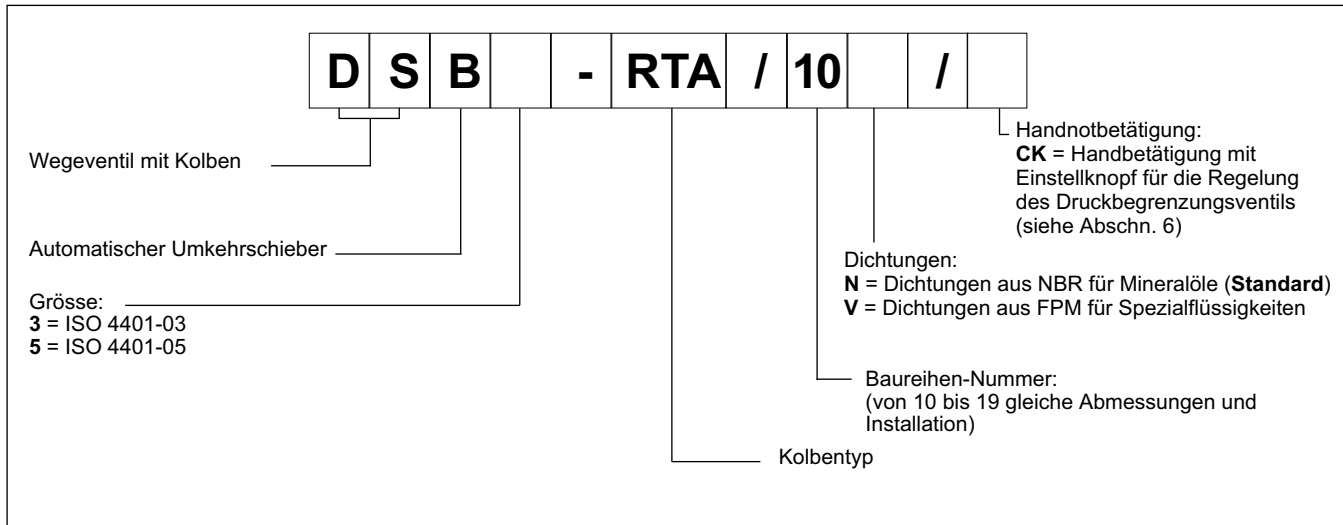 D S B - RTA / 10 /
Wegeventil mit Kolben
Automatischer Umkehrschieber
Grösse:
3 = ISO 4401-03
5 = ISO 4401-05
Handnotbetätigung:
CK = Handbetätigung mit
Einstellknopf für die Regelung
des Druckbegrenzungsventils
(siehe Abschn. 6)
Dichtungen:
N = Dichtungen aus NBR für Mineralöle (Standard)
V = Dichtungen aus FPM für Spezialflüssigkeiten
Baureihen-Nummer:
(von 10 bis 19 gleiche Abmessungen und
Installation)
Kolbentyp